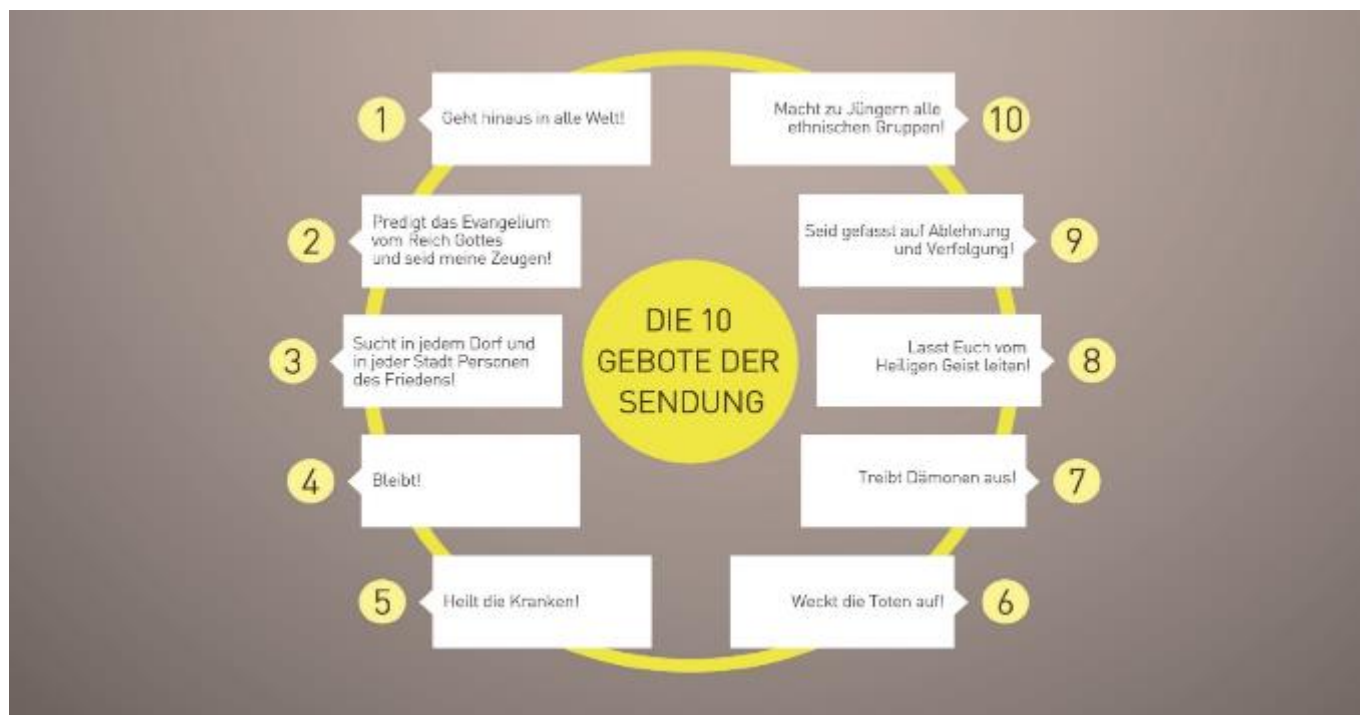 DIE 10
GEBOTE DER
SENDUNG
1
Geht hinaus in alle Welt!
2
Predigt das Evangelium
vom Reich Gottes
und seid meine Zeugen!
3
Sucht in jedem Dorf und
in jeder Stadt Personen
des Friedens!
4
Bleibt!
5
Heilt die Kranken!
6
Weckt die Toten auf!
7
Treibt Dämonen aus!
8
Lasst Euch vom
Heiligen Geist leiten!
9
Seid gefasst auf Ablehnung
und Verfolgung!
10
Macht zu Jüngern alle
ethnischen Gruppen!